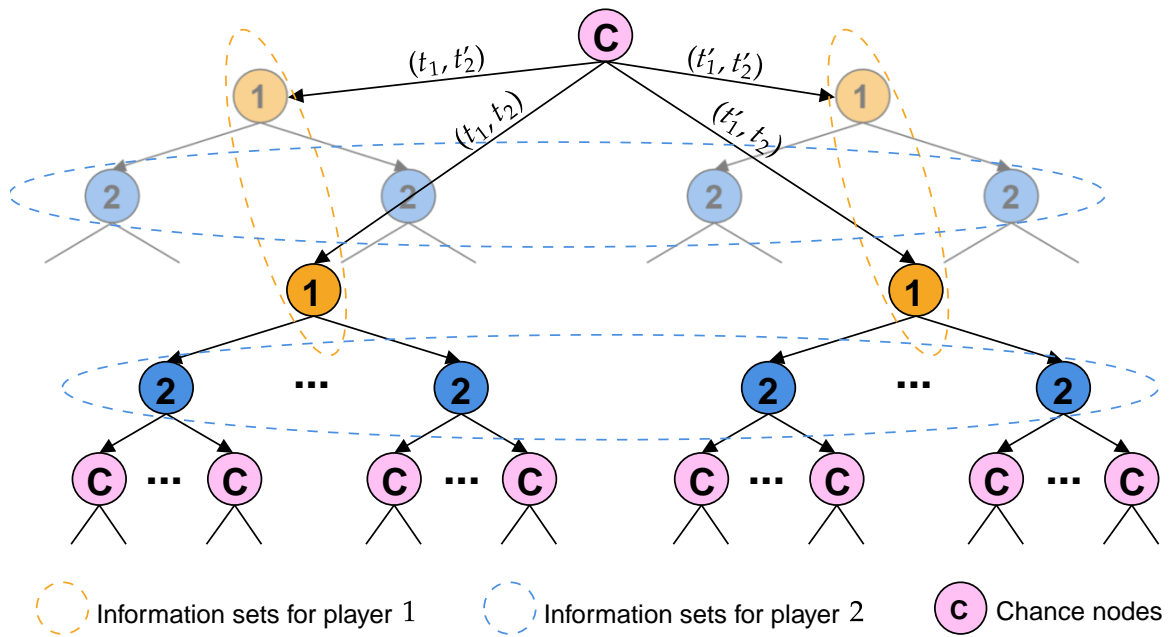 C
(t₁, t′₂) (t′₁, t′₂)
1 1
(t₁, t₂) (t′₁, t₂)
2 2 2 2
1 1
2 ... 2 2 ... 2
C ... C C ... C C ... C C ... C
Information sets for player 1 Information sets for player 2 C Chance nodes